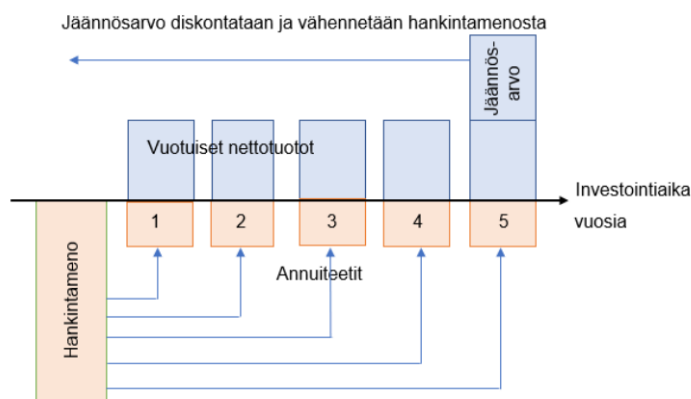 Jäännösarvo diskontataan ja vähennetään hankintamenosta
Jäännös-
arvo
Vuotuiset nettotuotot
Investointiaika
vuosia
1 2 3 4 5
Annuiteetit
Hankintameno